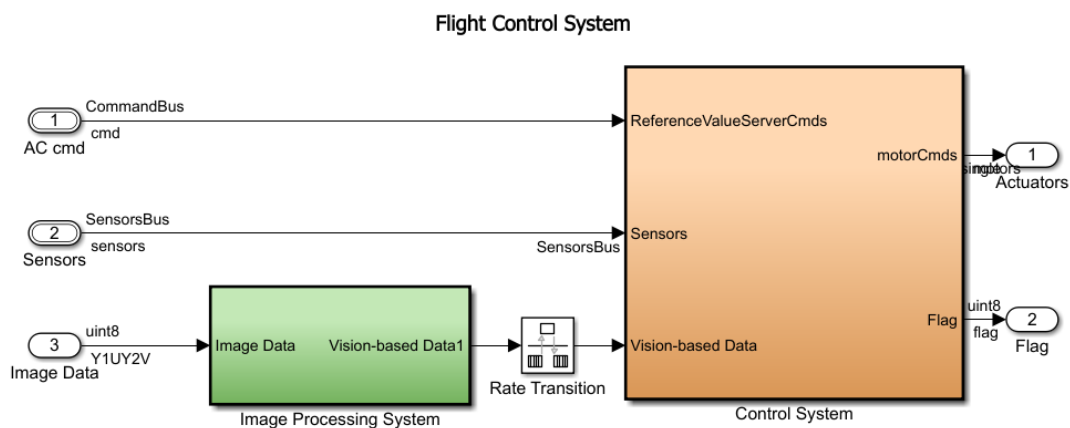 Flight Control System
CommandBus
1
cmd
AC cmd
ReferenceValueServerCmds
motorCmds
1
single
motors
Actuators
SensorsBus
2
sensors
Sensors
SensorsBus
Sensors
uint8
3
Y1UY2V
Image Data
Image Data
Vision-based Data1
Image Processing System
Rate Transition
Vision-based Data
Flag
uint8
2
flag
Flag
Control System